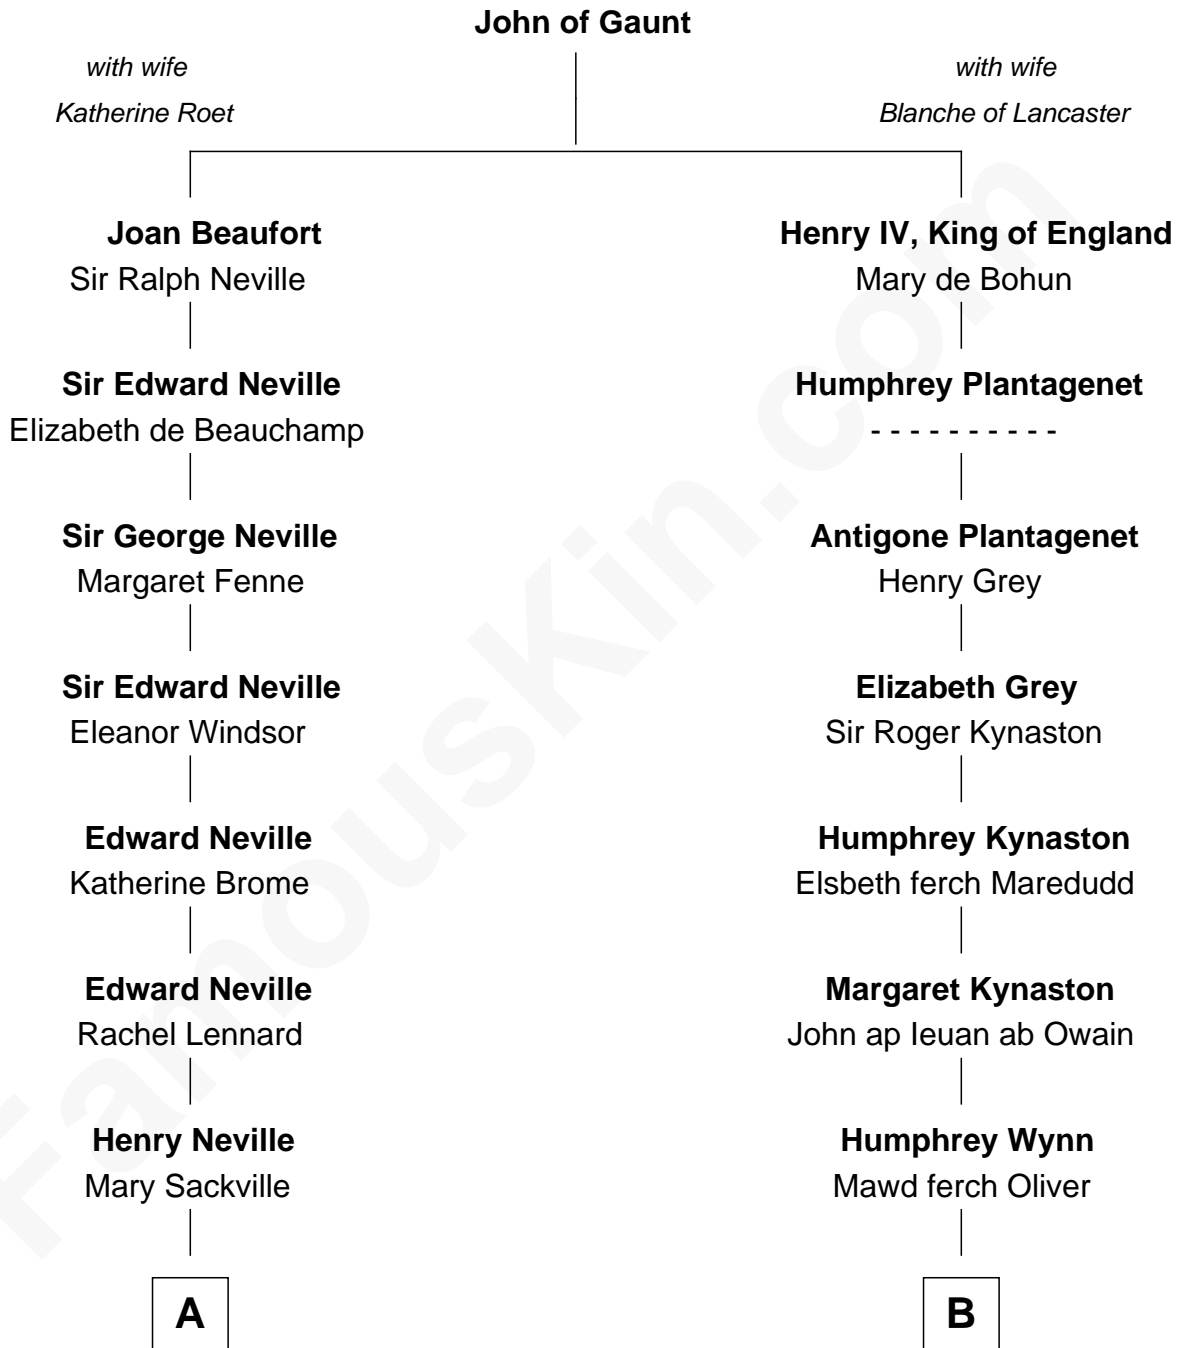 John of Gaunt
with wife
Katherine Roet
with wife
Blanche of Lancaster
Joan Beaufort
Sir Ralph Neville
Henry IV, King of England
Mary de Bohun
Sir Edward Neville
Elizabeth de Beauchamp
Humphrey Plantagenet
- - - - - - - - - -
Sir George Neville
Margaret Fenne
Antigone Plantagenet
Henry Grey
Sir Edward Neville
Eleanor Windsor
Elizabeth Grey
Sir Roger Kynaston
Edward Neville
Katherine Brome
Humphrey Kynaston
Elsbeth ferch Maredudd
Edward Neville
Rachel Lennard
Margaret Kynaston
John ap Ieuan ab Owain
Henry Neville
Mary Sackville
Humphrey Wynn
Mawd ferch Oliver
A
B
FamousKin.com